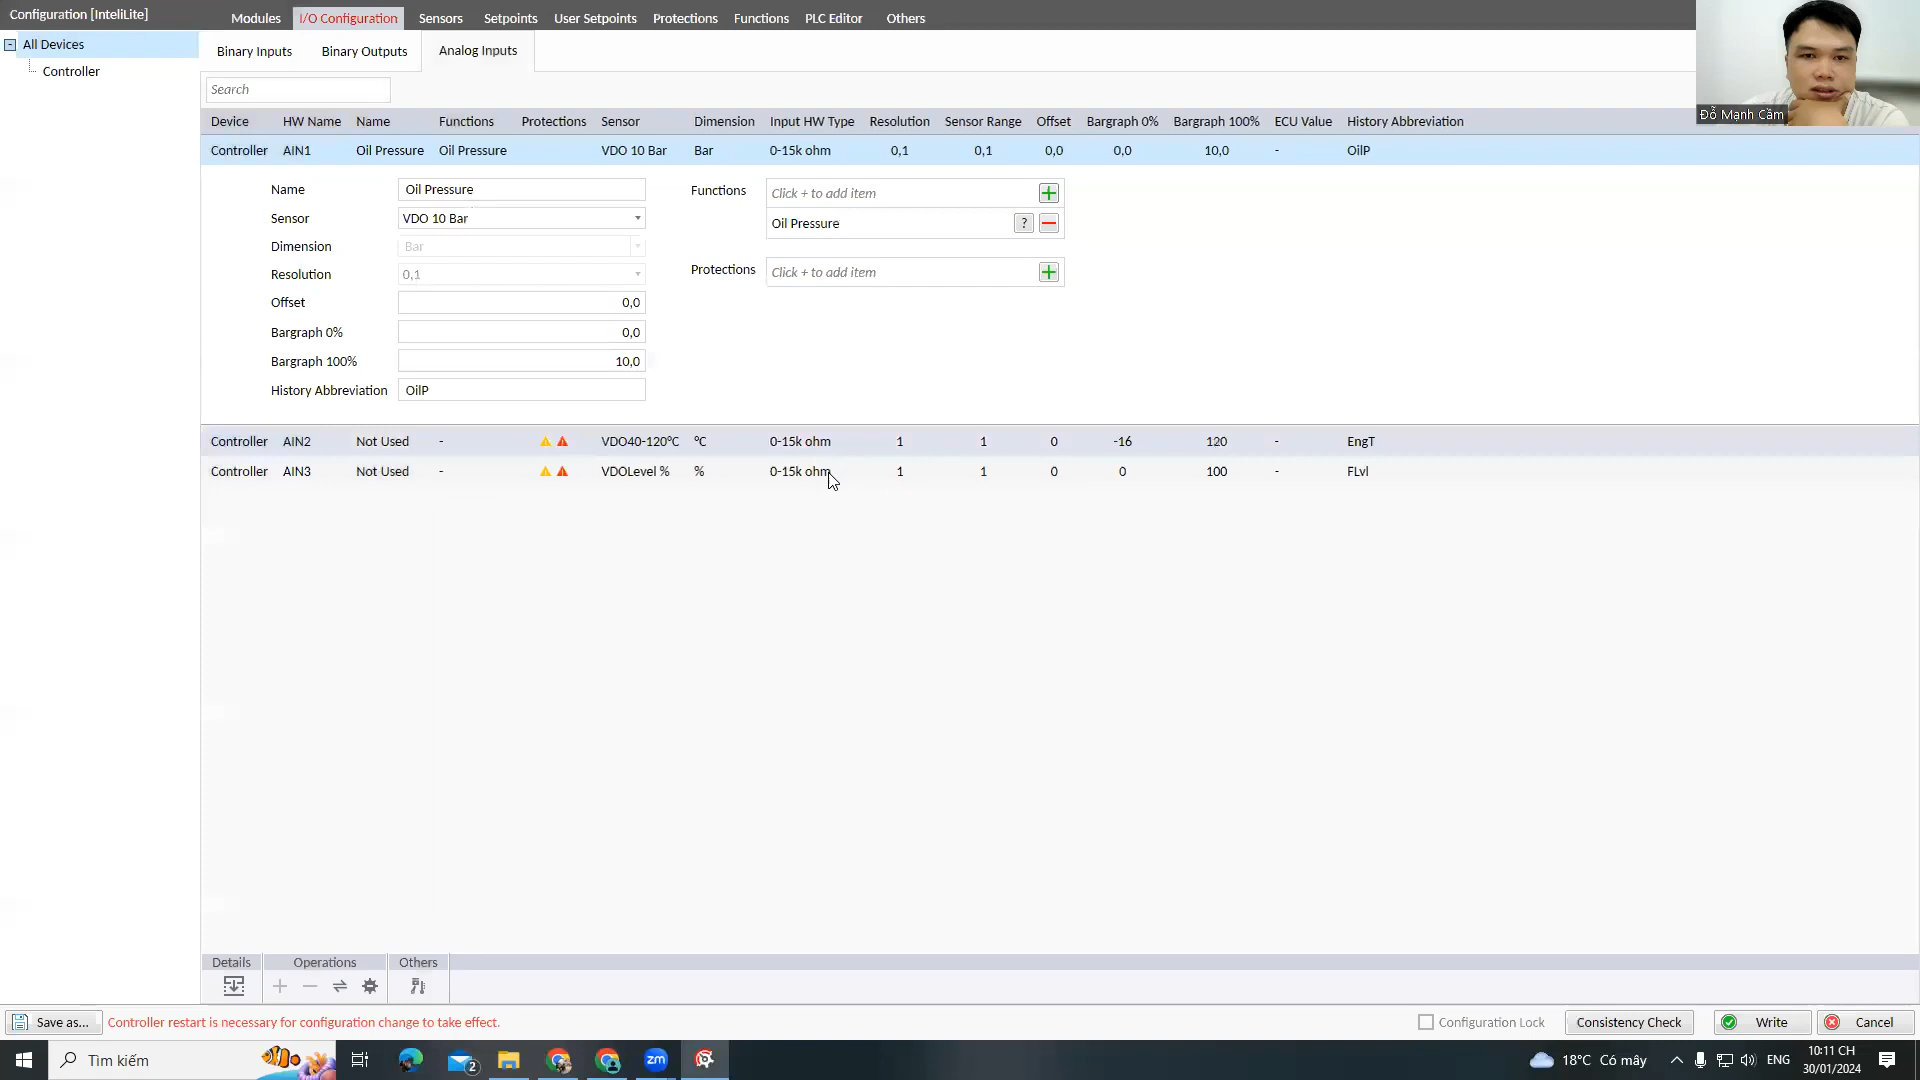 Configuration [InteliLite]
Modules I/O Configuration Sensors Setpoints User Setpoints Protections Functions PLC Editor Others
All Devices
Controller
Binary Inputs Binary Outputs Analog Inputs
Search
Device HW Name Name Functions Protections Sensor Dimension Input HW Type Resolution Sensor Range Offset Bargraph 0% Bargraph 100% ECU Value History Abbreviation
Controller AIN1 Oil Pressure Oil Pressure VDO 10 Bar Bar 0-15k ohm 0,1 0,1 0,0 0,0 10,0 - OilP
Name Oil Pressure
Sensor VDO 10 Bar
Dimension Bar
Resolution 0,1
Offset 0,0
Bargraph 0% 0,0
Bargraph 100% 10,0
History Abbreviation OilP
Functions Click + to add item
Oil Pressure ?
Protections Click + to add item
Controller AIN2 Not Used - VDO40-120°C °C 0-15k ohm 1 1 0 -16 120 - EngT
Controller AIN3 Not Used - VDOLevel % % 0-15k ohm 1 1 0 0 100 - FLvl
Đỗ Mạnh Cầm
Details Operations Others
Save as... Controller restart is necessary for configuration change to take effect. Configuration Lock Consistency Check Write Cancel
Tìm kiếm 2 zm 18°C Có mây ENG 10:11 CH
30/01/2024